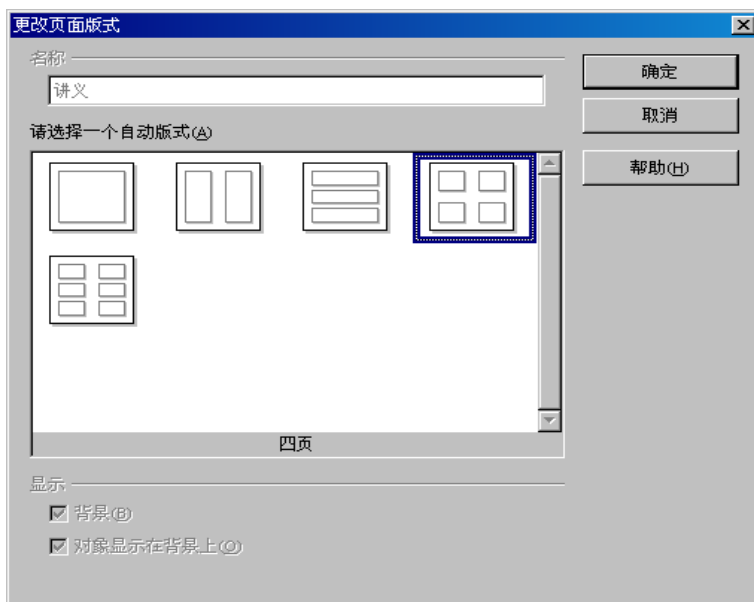 更改页面版式
名称
讲义
确定
取消
帮助(H)
请选择一个自动版式(A)
四页
显示
背景(B)
对象显示在背景上(O)